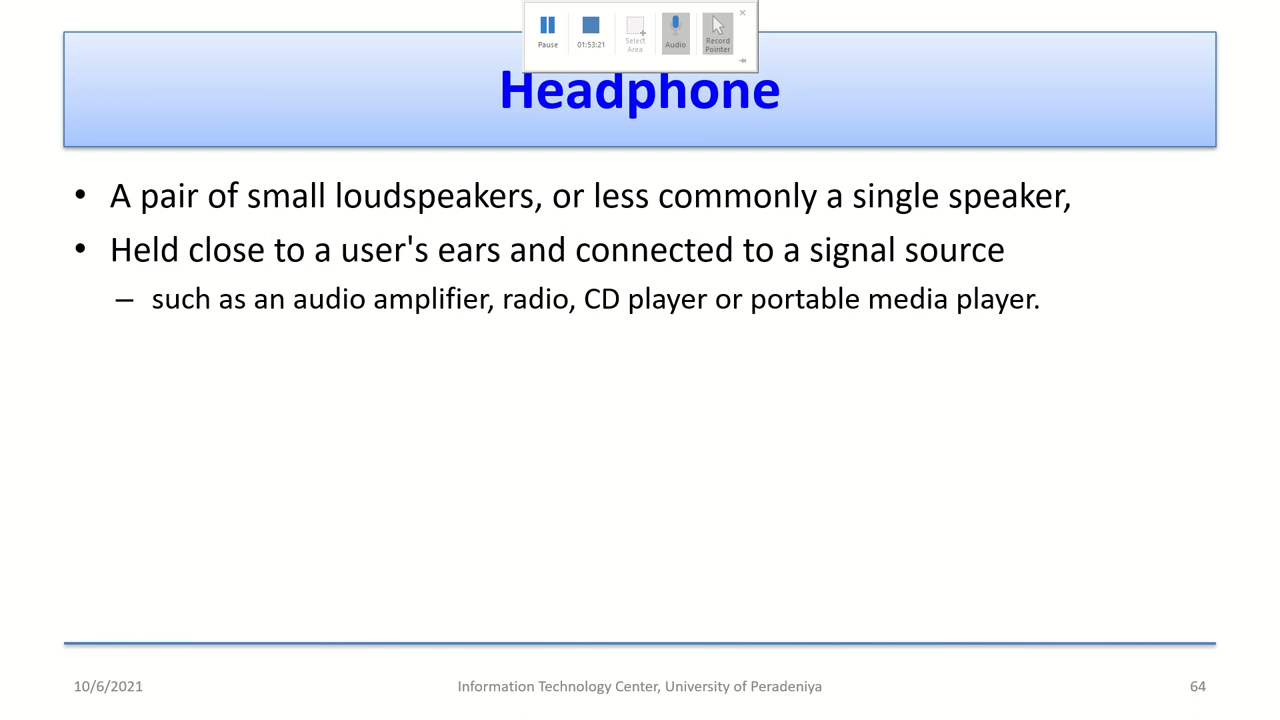 Pause
01:53:21
Select
Area
Audio
Record
Pointer
Headphone
• A pair of small loudspeakers, or less commonly a single speaker,
• Held close to a user's ears and connected to a signal source
– such as an audio amplifier, radio, CD player or portable media player.
10/6/2021
Information Technology Center, University of Peradeniya
64